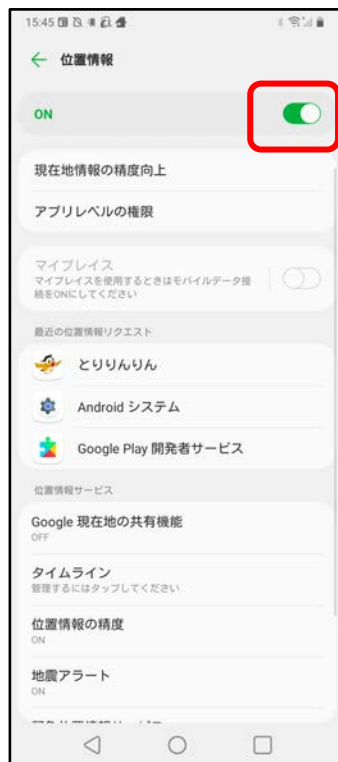 15:45
位置情報
ON
現在地情報の精度向上
アプリレベルの権限
マイプレイス
マイプレイスを使用するときはモバイルデータ接
続をONにしてください
最近の位置情報リクエスト
とりりんりん
Android システム
Google Play 開発者サービス
位置情報サービス
Google 現在地の共有機能
OFF
タイムライン
管理するにはタップしてください
位置情報の精度
ON
地震アラート
ON